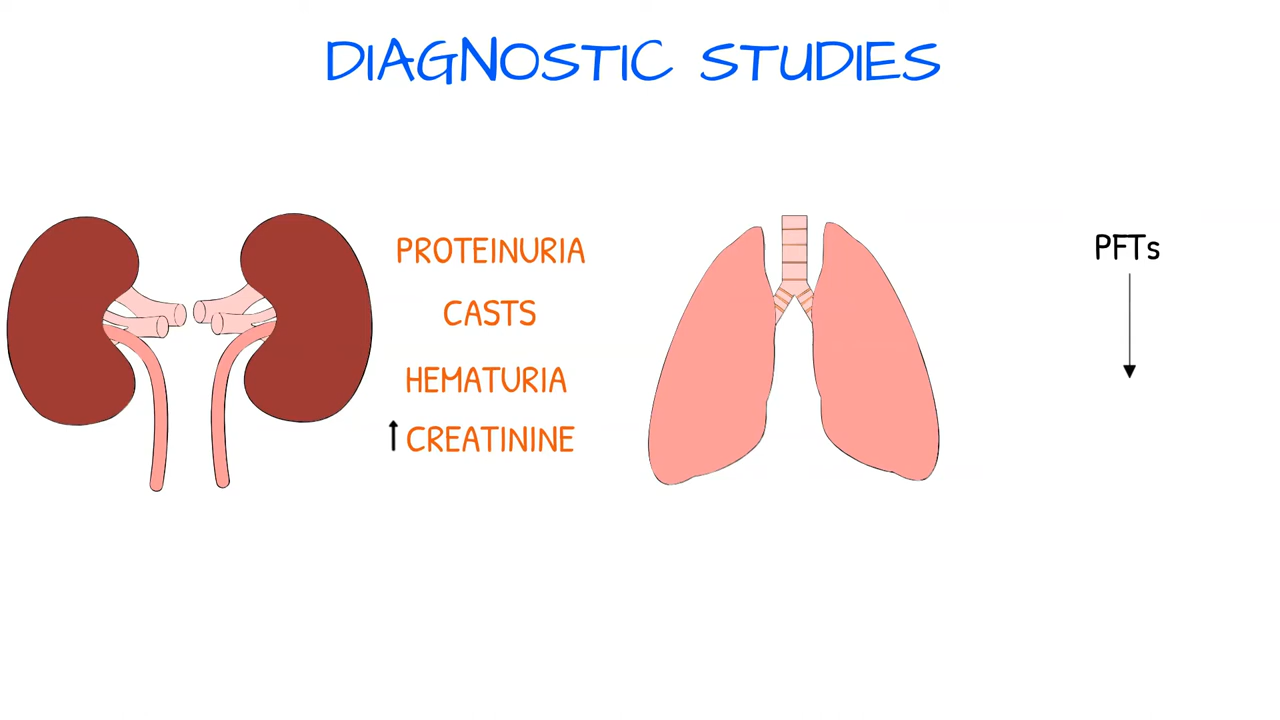 DIAGNOSTIC STUDIES
PROTEINURIA
CASTS
HEMATURIA
↑CREATININE
PFTs